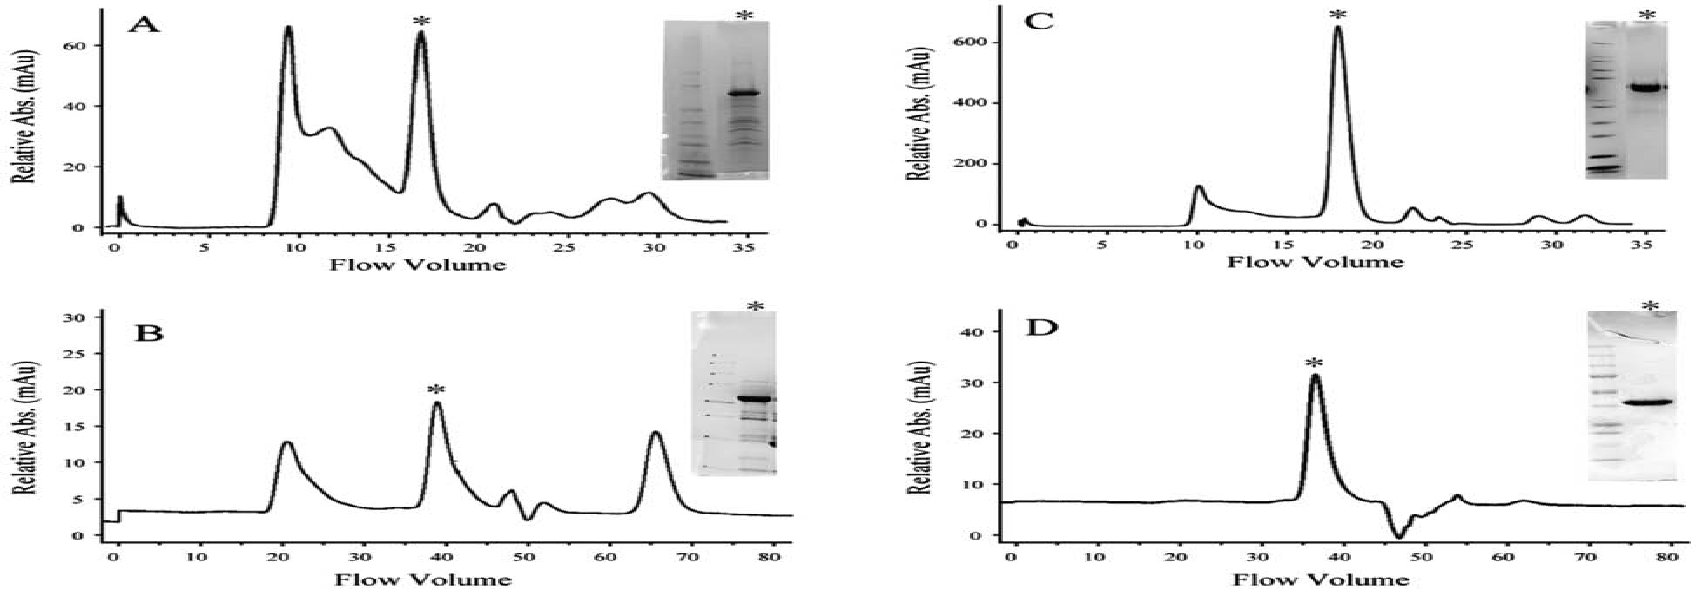 A
*
*
Relative Abs. (mAu)
60
40
20
0
0 5 10 15 20 25 30 35
Flow Volume
C
*
*
Relative Abs. (mAu)
600
400
200
0
0 5 10 15 20 25 30 35
Flow Volume
B
*
*
Relative Abs. (mAu)
30
25
20
15
10
5
0
0 10 20 30 40 50 60 70 80
Flow Volume
D
*
*
Relative Abs. (mAu)
40
30
20
10
0
0 10 20 30 40 50 60 70 80
Flow Volume